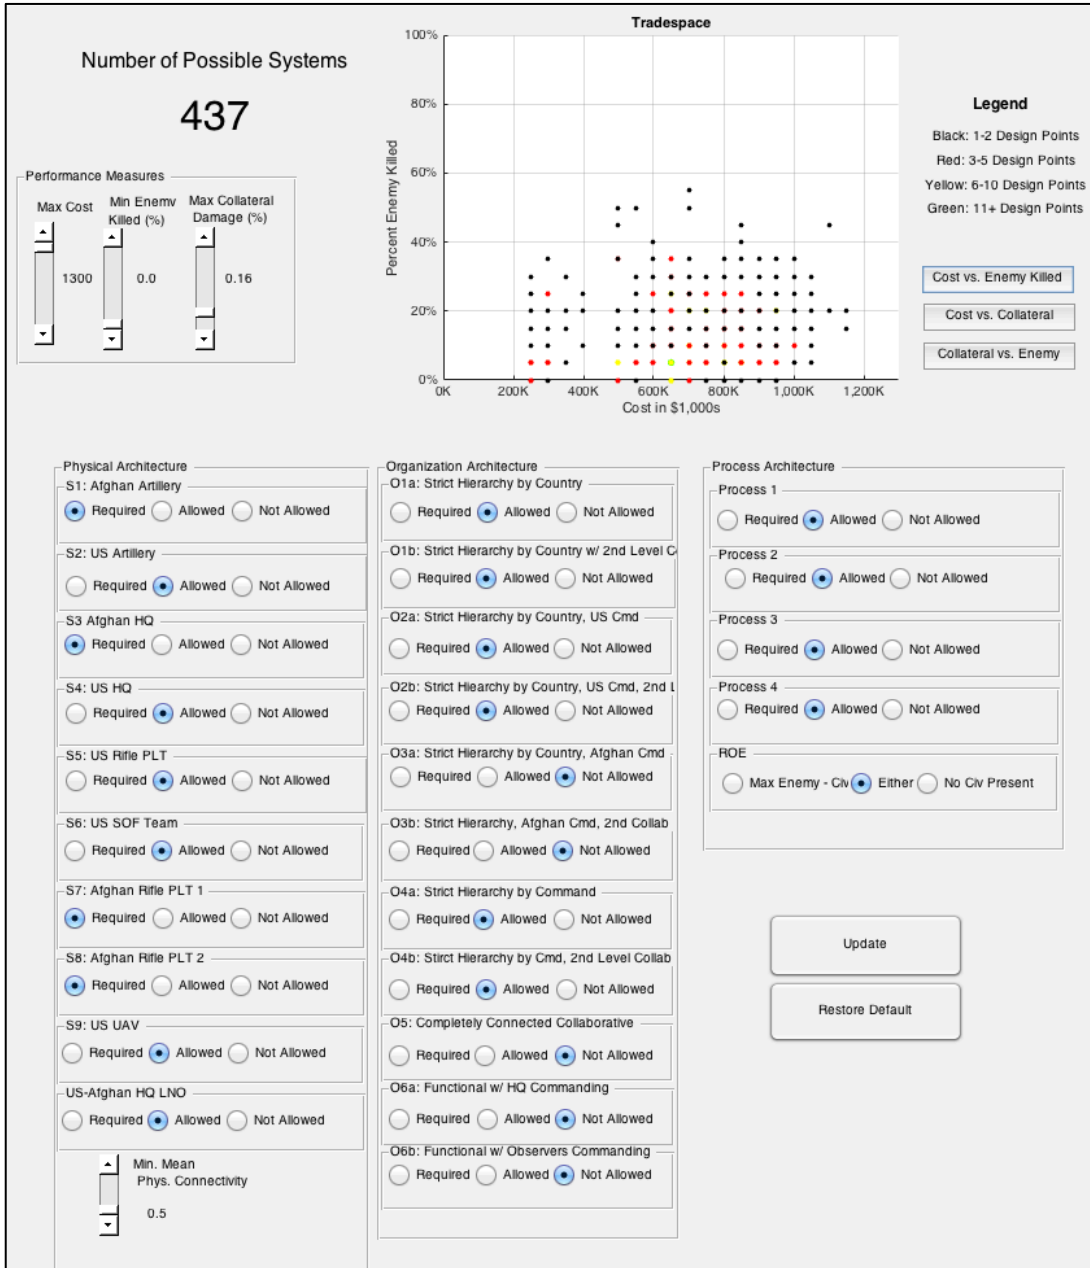 Number of Possible Systems
437
Performance Measures
Max Cost
Min Enemy Killed (%)
Max Collateral Damage (%)
1300
0.0
0.16
Tradespace
Percent Enemy Killed
100%
80%
60%
40%
20%
0%
0K 200K 400K 600K 800K 1,000K 1,200K
Cost in $1,000s
Legend
Black: 1-2 Design Points
Red: 3-5 Design Points
Yellow: 6-10 Design Points
Green: 11+ Design Points
Cost vs. Enemy Killed
Cost vs. Collateral
Collateral vs. Enemy
Physical Architecture
S1: Afghan Artillery
Required Allowed Not Allowed
S2: US Artillery
Required Allowed Not Allowed
S3 Afghan HQ
Required Allowed Not Allowed
S4: US HQ
Required Allowed Not Allowed
S5: US Rifle PLT
Required Allowed Not Allowed
S6: US SOF Team
Required Allowed Not Allowed
S7: Afghan Rifle PLT 1
Required Allowed Not Allowed
S8: Afghan Rifle PLT 2
Required Allowed Not Allowed
S9: US UAV
Required Allowed Not Allowed
US-Afghan HQ LNO
Required Allowed Not Allowed
Min. Mean
Phys. Connectivity
0.5
Organization Architecture
O1a: Strict Hierarchy by Country
Required Allowed Not Allowed
O1b: Strict Hierarchy by Country w/ 2nd Level C
Required Allowed Not Allowed
O2a: Strict Hierarchy by Country, US Cmd
Required Allowed Not Allowed
O2b: Strict Hiearchy by Country, US Cmd, 2nd L
Required Allowed Not Allowed
O3a: Strict Hierarchy by Country, Afghan Cmd
Required Allowed Not Allowed
O3b: Strict Hierarchy, Afghan Cmd, 2nd Collab
Required Allowed Not Allowed
O4a: Strict Hierarchy by Command
Required Allowed Not Allowed
O4b: Stirct Hierarchy by Cmd, 2nd Level Collab
Required Allowed Not Allowed
O5: Completely Connected Collaborative
Required Allowed Not Allowed
O6a: Functional w/ HQ Commanding
Required Allowed Not Allowed
O6b: Functional w/ Observers Commanding
Required Allowed Not Allowed
Process Architecture
Process 1
Required Allowed Not Allowed
Process 2
Required Allowed Not Allowed
Process 3
Required Allowed Not Allowed
Process 4
Required Allowed Not Allowed
ROE
Max Enemy - Civ Either No Civ Present
Update
Restore Default